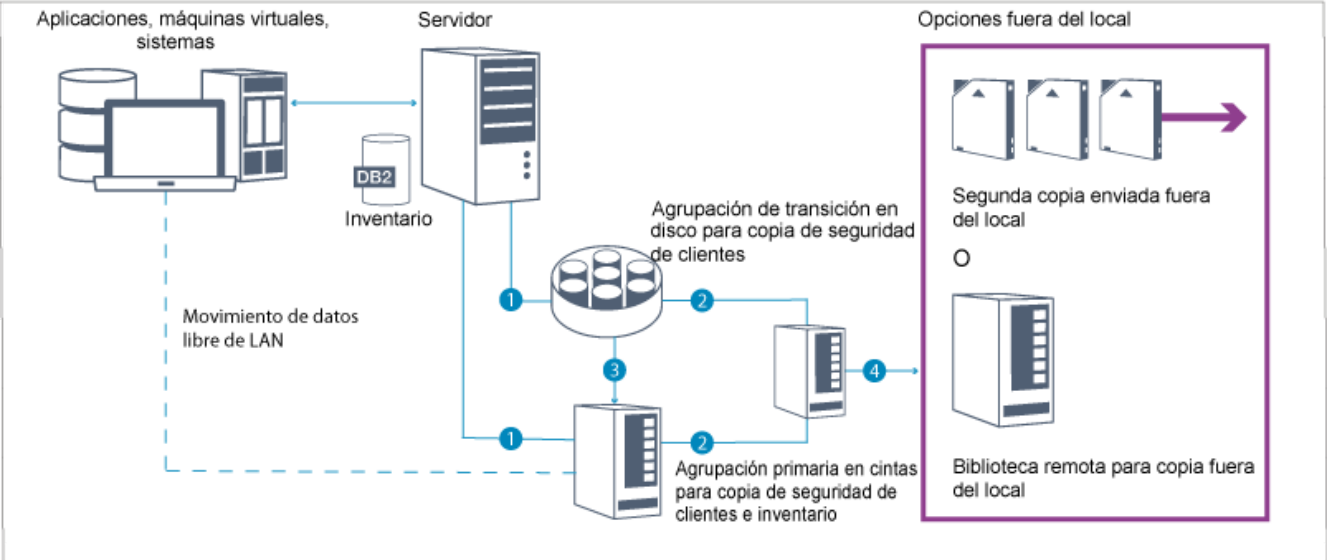 Aplicaciones, máquinas virtuales,
sistemas
Servidor
Opciones fuera del local
DB2
Inventario
Agrupación de transición en
disco para copia de seguridad
de clientes
Segunda copia enviada fuera
del local
O
1
2
Movimiento de datos
libre de LAN
3
4
1
2
Agrupación primaria en cintas
para copia de seguridad de
clientes e inventario
Biblioteca remota para copia fuera
del local